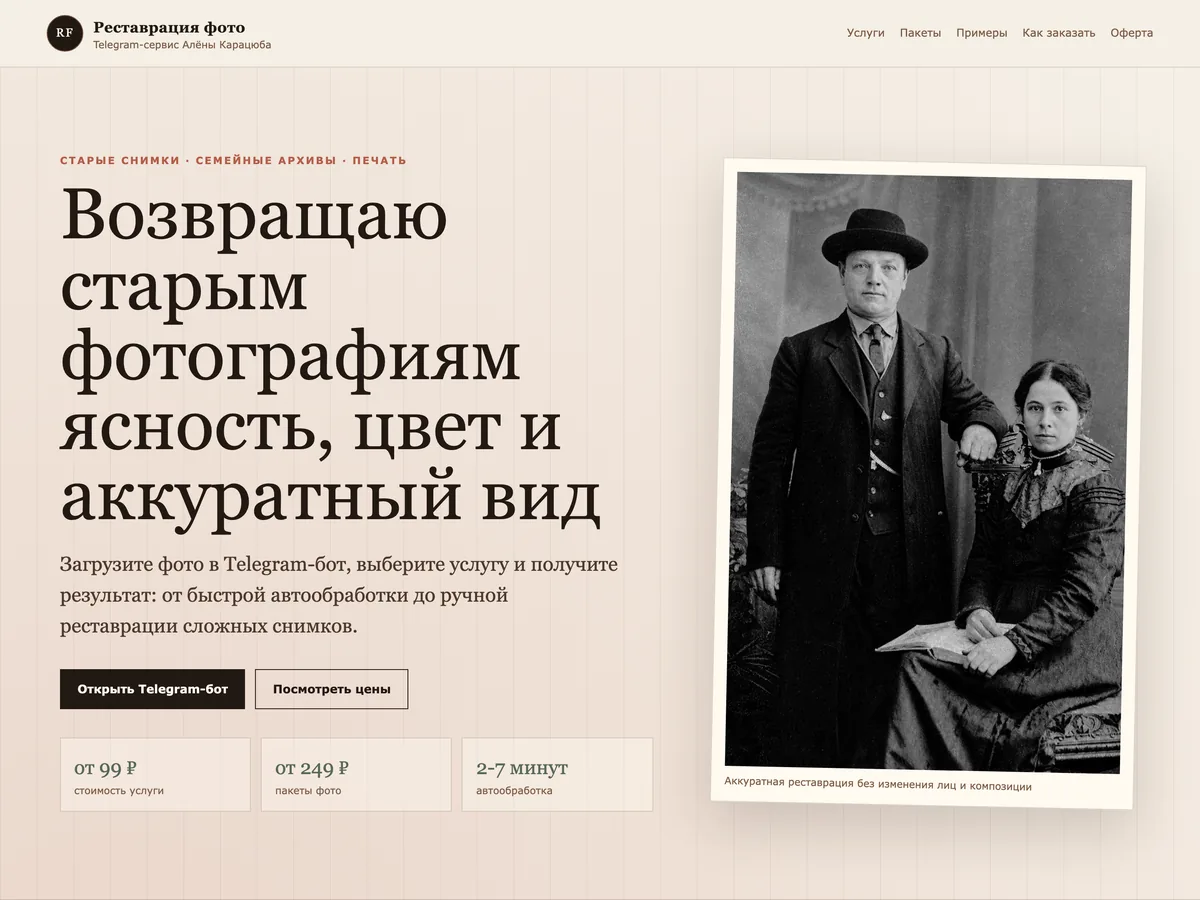 RF
Реставрация фото
Telegram-сервис Алёны Карацюба
Услуги Пакеты Примеры Как заказать Оферта
СТАРЫЕ СНИМКИ · СЕМЕЙНЫЕ АРХИВЫ · ПЕЧАТЬ
Возвращаю
старым
фотографиям
ясность, цвет и
аккуратный вид
Загрузите фото в Telegram-бот, выберите услугу и получите
результат: от быстрой автообработки до ручной
реставрации сложных снимков.
Открыть Telegram-бот
Посмотреть цены
от 99 ₽
стоимость услуги
от 249 ₽
пакеты фото
2-7 минут
автообработка
Аккуратная реставрация без изменения лиц и композиции